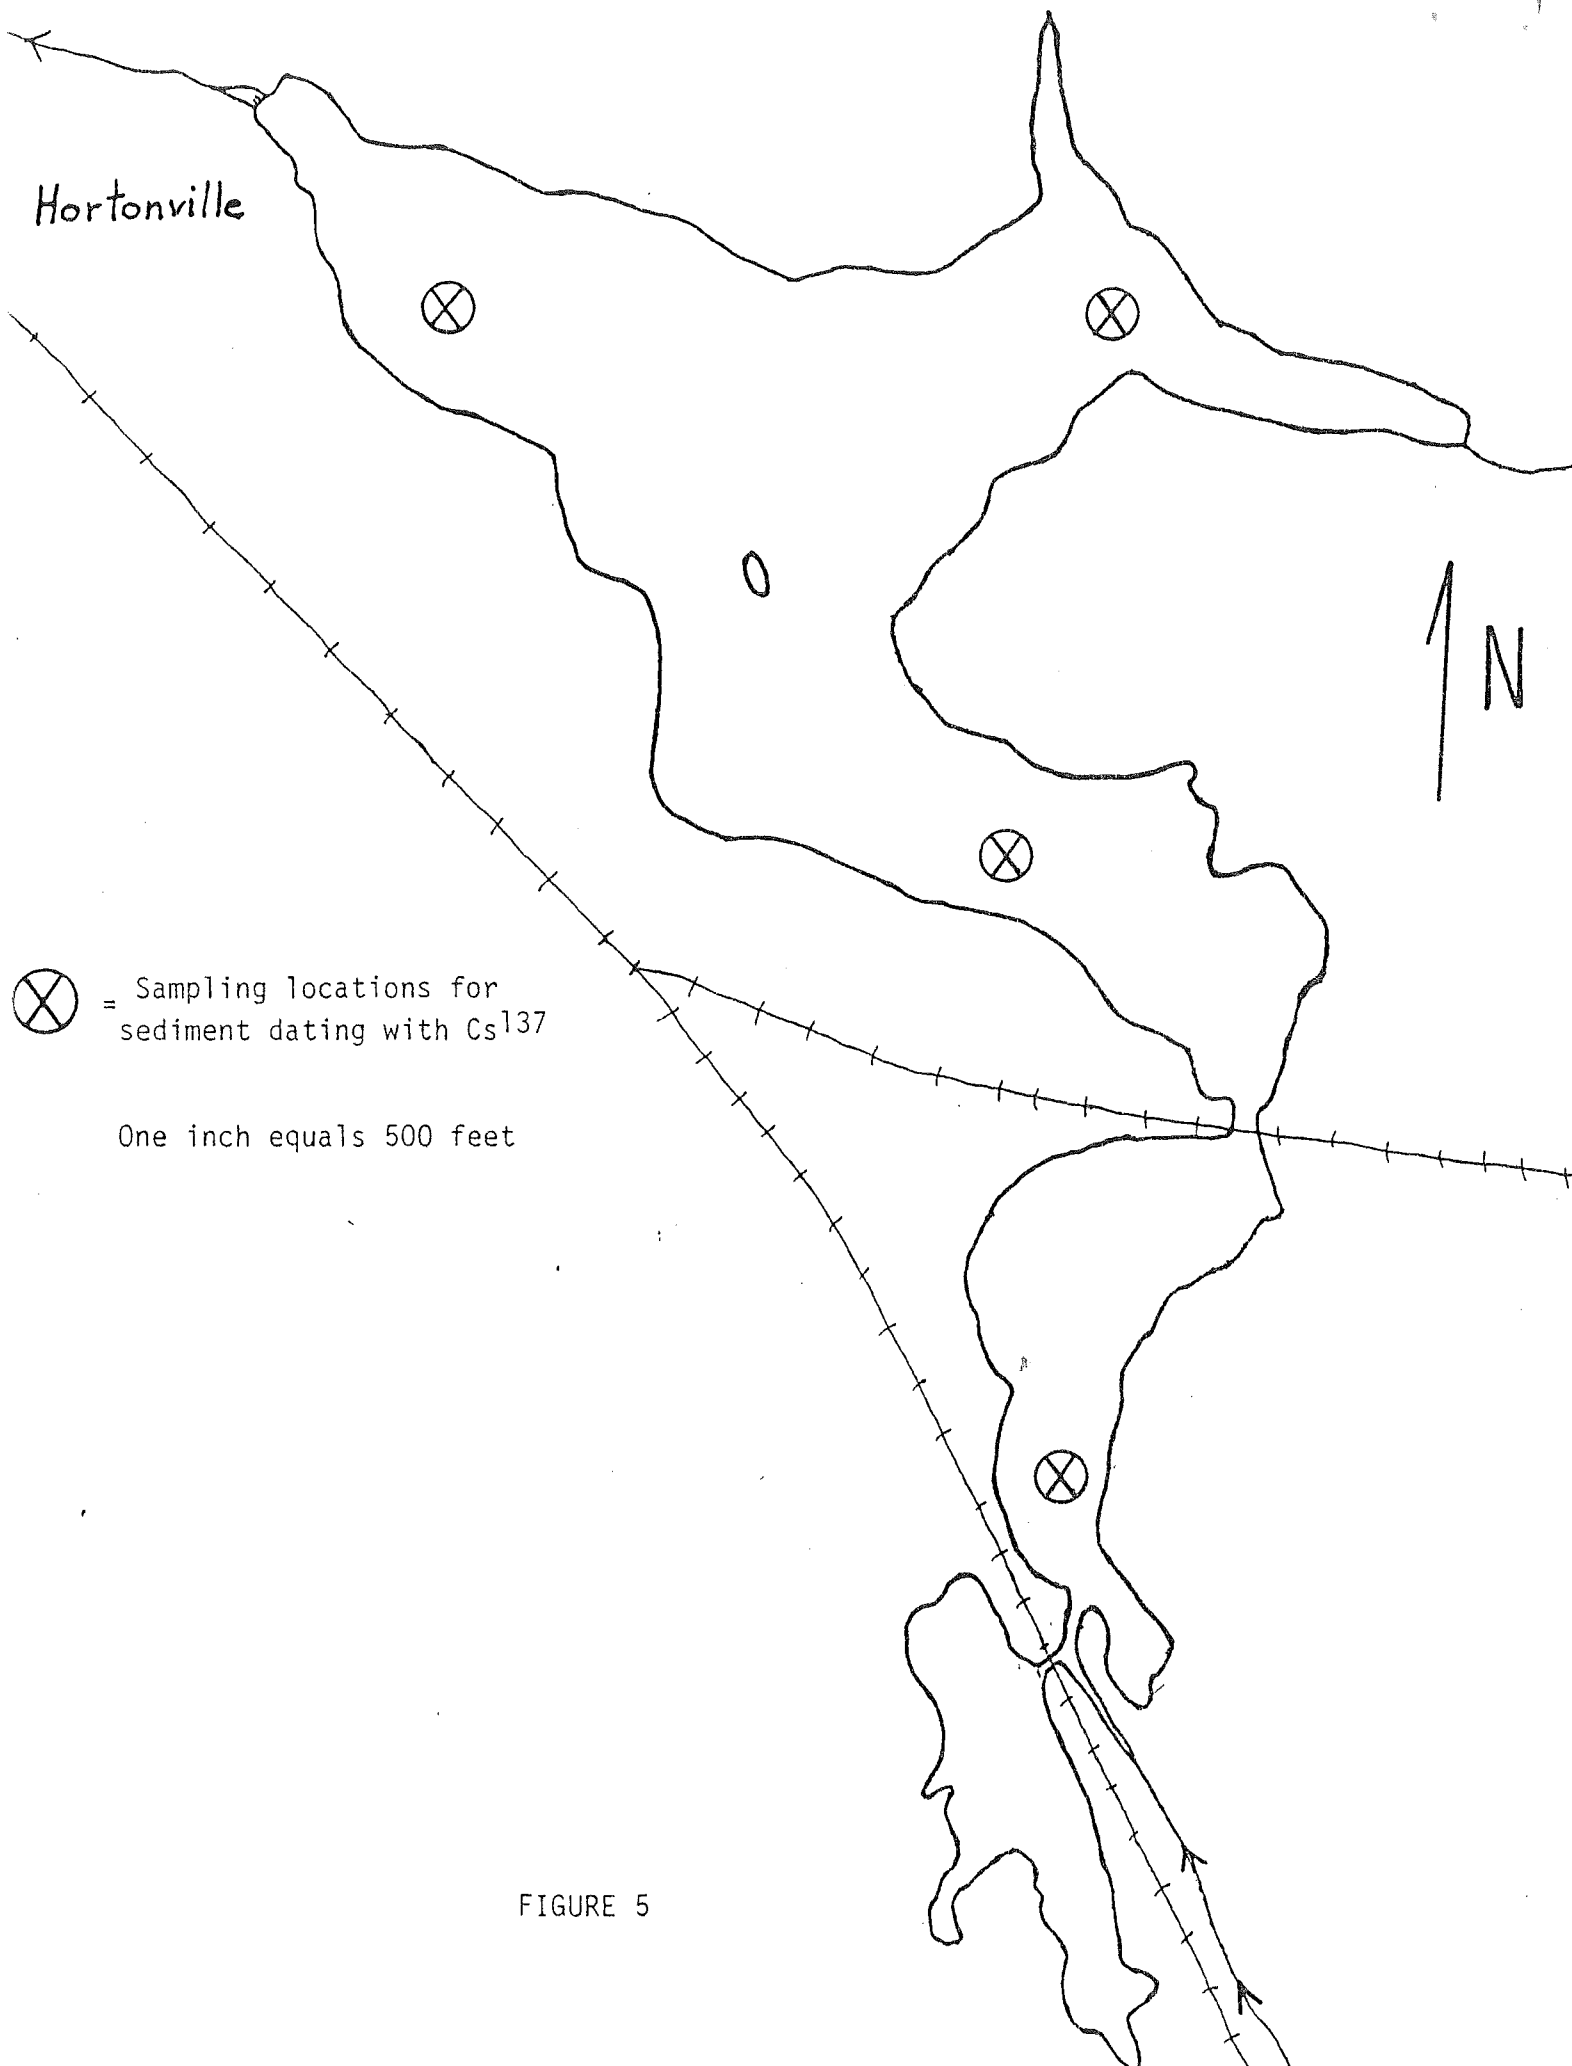 Hortonville
N
= Sampling locations for
sediment dating with Cs137
One inch equals 500 feet
FIGURE 5